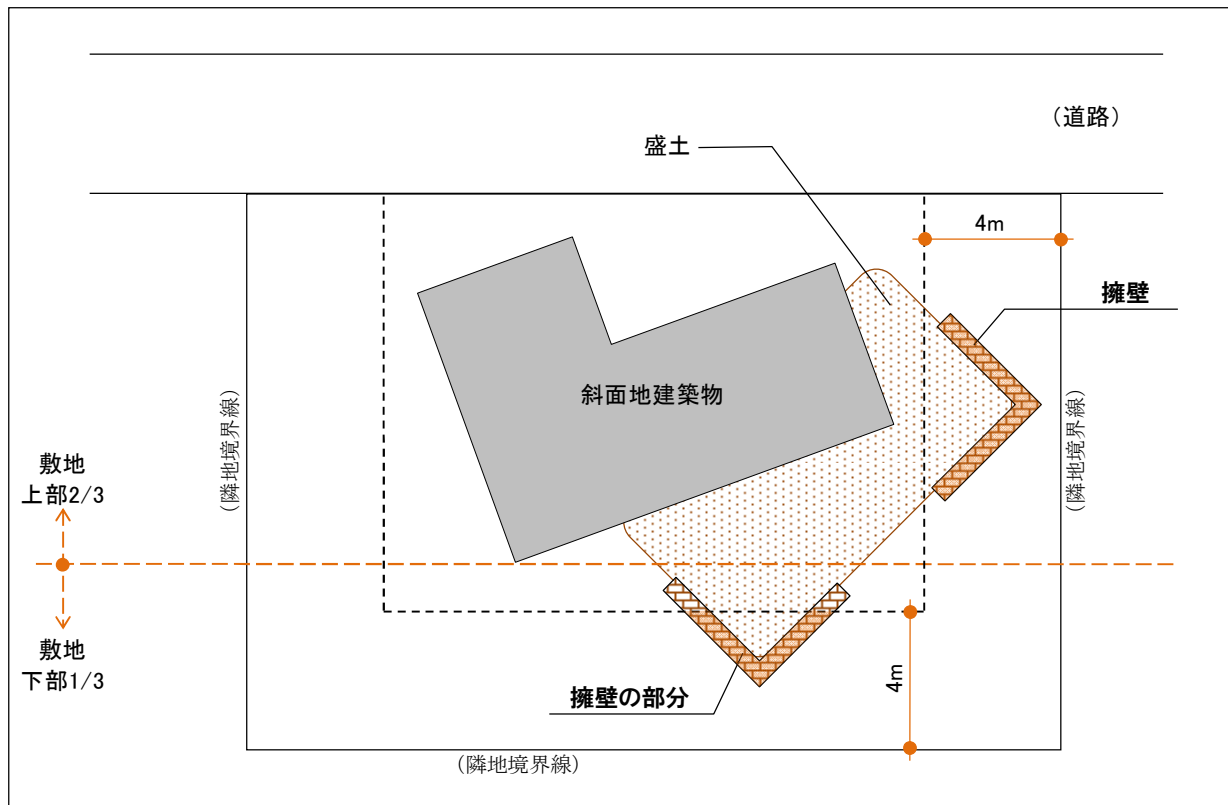 (道路)
盛土
4m
擁壁
斜面地建築物
(隣地境界線)
(隣地境界線)
敷地
上部2/3
敷地
下部1/3
4m
擁壁の部分
(隣地境界線)